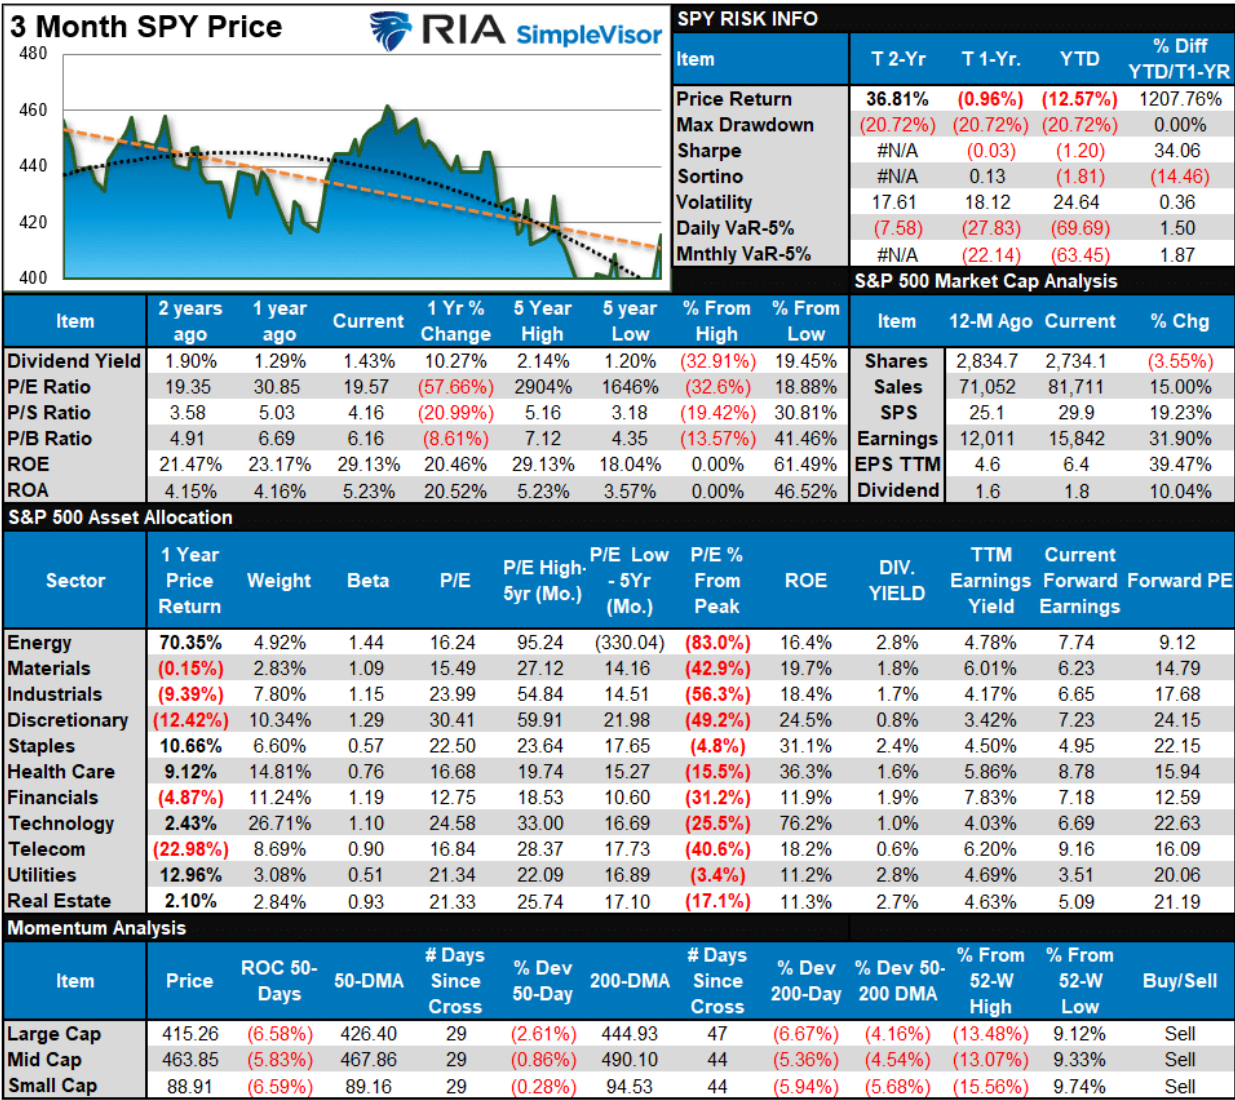 3 Month SPY Price
RIA SimpleVisor
480
460
440
420
400
SPY RISK INFO
Item T 2-Yr T 1-Yr. YTD % Diff YTD/T1-YR
Price Return 36.81% (0.96%) (12.57%) 1207.76%
Max Drawdown (20.72%) (20.72%) (20.72%) 0.00%
Sharpe #N/A (0.03) (1.20) 34.06
Sortino #N/A 0.13 (1.81) (14.46)
Volatility 17.61 18.12 24.64 0.36
Daily VaR-5% (7.58) (27.83) (69.69) 1.50
Mnthly VaR-5% #N/A (22.14) (63.45) 1.87
S&P 500 Market Cap Analysis
Item 2 years ago 1 year ago Current 1 Yr % Change 5 Year High 5 year Low % From High % From Low
Dividend Yield 1.90% 1.29% 1.43% 10.27% 2.14% 1.20% (32.91%) 19.45%
P/E Ratio 19.35 30.85 19.57 (57.66%) 2904% 1646% (32.6%) 18.88%
P/S Ratio 3.58 5.03 4.16 (20.99%) 5.16 3.18 (19.42%) 30.81%
P/B Ratio 4.91 6.69 6.16 (8.61%) 7.12 4.35 (13.57%) 41.46%
ROE 21.47% 23.17% 29.13% 20.46% 29.13% 18.04% 0.00% 61.49%
ROA 4.15% 4.16% 5.23% 20.52% 5.23% 3.57% 0.00% 46.52%
Item 12-M Ago Current % Chg
Shares 2,834.7 2,734.1 (3.55%)
Sales 71,052 81,711 15.00%
SPS 25.1 29.9 19.23%
Earnings 12,011 15,842 31.90%
EPS TTM 4.6 6.4 39.47%
Dividend 1.6 1.8 10.04%
S&P 500 Asset Allocation
Sector 1 Year Price Return Weight Beta P/E P/E High-5yr (Mo.) P/E Low - 5Yr (Mo.) P/E % From Peak ROE DIV. YIELD TTM Earnings Yield Current Forward Earnings Forward PE
Energy 70.35% 4.92% 1.44 16.24 95.24 (330.04) (83.0%) 16.4% 2.8% 4.78% 7.74 9.12
Materials (0.15%) 2.83% 1.09 15.49 27.12 14.16 (42.9%) 19.7% 1.8% 6.01% 6.23 14.79
Industrials (9.39%) 7.80% 1.15 23.99 54.84 14.51 (56.3%) 18.4% 1.7% 4.17% 6.65 17.68
Discretionary (12.42%) 10.34% 1.29 30.41 59.91 21.98 (49.2%) 24.5% 0.8% 3.42% 7.23 24.15
Staples 10.66% 6.60% 0.57 22.50 23.64 17.65 (4.8%) 31.1% 2.4% 4.50% 4.95 22.15
Health Care 9.12% 14.81% 0.76 16.68 19.74 15.27 (15.5%) 36.3% 1.6% 5.86% 8.78 15.94
Financials (4.87%) 11.24% 1.19 12.75 18.53 10.60 (31.2%) 11.9% 1.9% 7.83% 7.18 12.59
Technology 2.43% 26.71% 1.10 24.58 33.00 16.69 (25.5%) 76.2% 1.0% 4.03% 6.69 22.63
Telecom (22.98%) 8.69% 0.90 16.84 28.37 17.73 (40.6%) 18.2% 0.6% 6.20% 9.16 16.09
Utilities 12.96% 3.08% 0.51 21.34 22.09 16.89 (3.4%) 11.2% 2.8% 4.69% 3.51 20.06
Real Estate 2.10% 2.84% 0.93 21.33 25.74 17.10 (17.1%) 11.3% 2.7% 4.63% 5.09 21.19
Momentum Analysis
Item Price ROC 50-Days 50-DMA # Days Since Cross % Dev 50-Day 200-DMA # Days Since Cross % Dev 200-Day % Dev 50-200 DMA % From 52-W High % From 52-W Low Buy/Sell
Large Cap 415.26 (6.58%) 426.40 29 (2.61%) 444.93 47 (6.67%) (4.16%) (13.48%) 9.12% Sell
Mid Cap 463.85 (5.83%) 467.86 29 (0.86%) 490.10 44 (5.36%) (4.54%) (13.07%) 9.33% Sell
Small Cap 88.91 (6.59%) 89.16 29 (0.28%) 94.53 44 (5.94%) (5.68%) (15.56%) 9.74% Sell